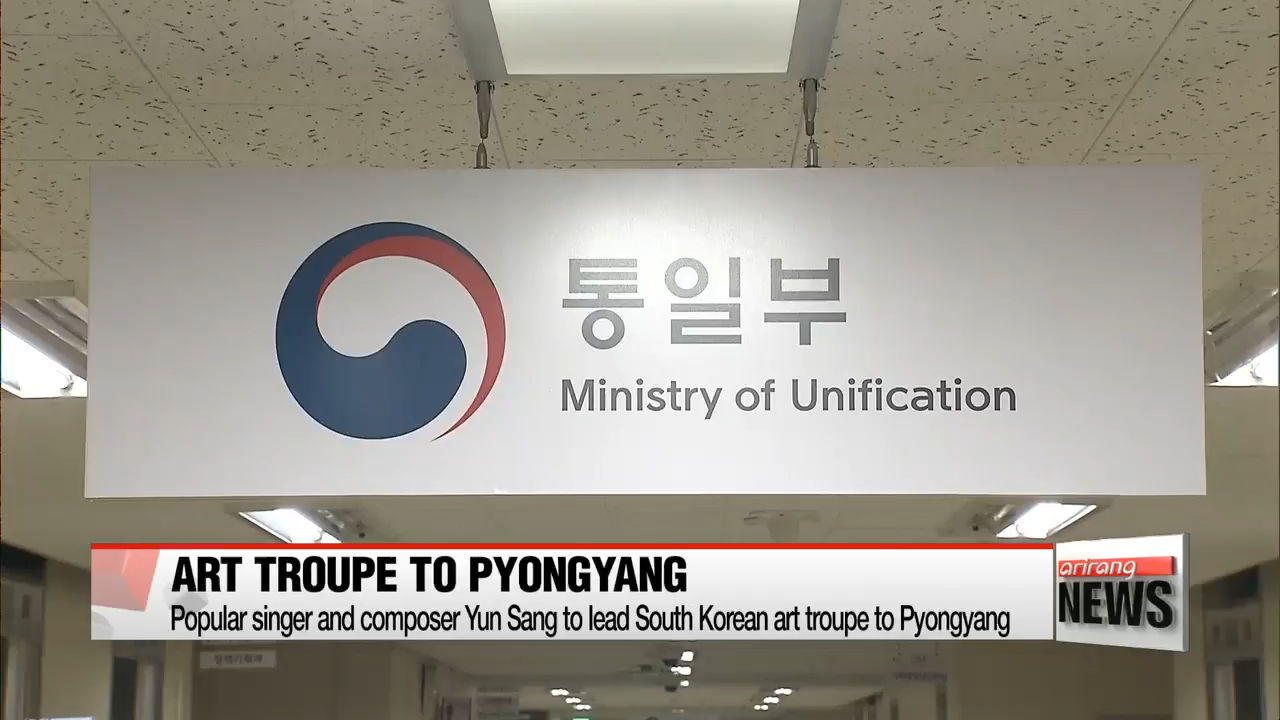 통일부
Ministry of Unification
ART TROUPE TO PYONGYANG
Popular singer and composer Yun Sang to lead South Korean art troupe to Pyongyang
arirang
NEWS